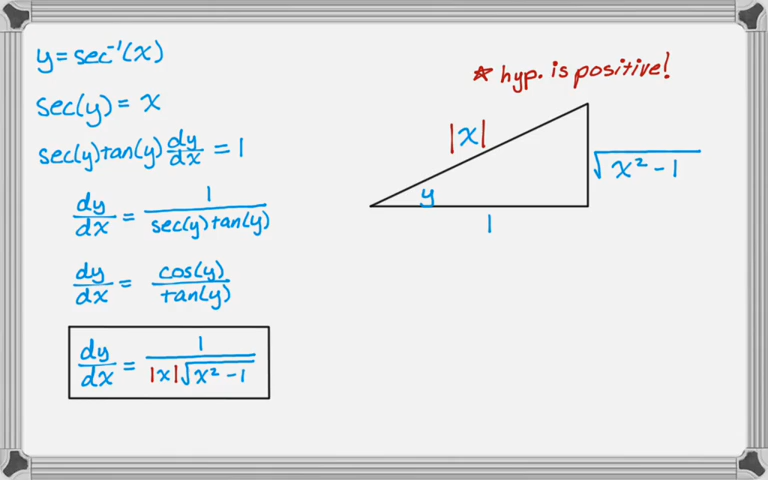 y = sec⁻¹(x)
sec(y) = x
sec(y)tan(y) dy/dx = 1
dy/dx = 1/(sec(y)tan(y))
dy/dx = cos(y)/tan(y)
dy/dx = 1/(|x|√(x² - 1))
* hyp. is positive!
|x|
√(x² - 1)
y
1